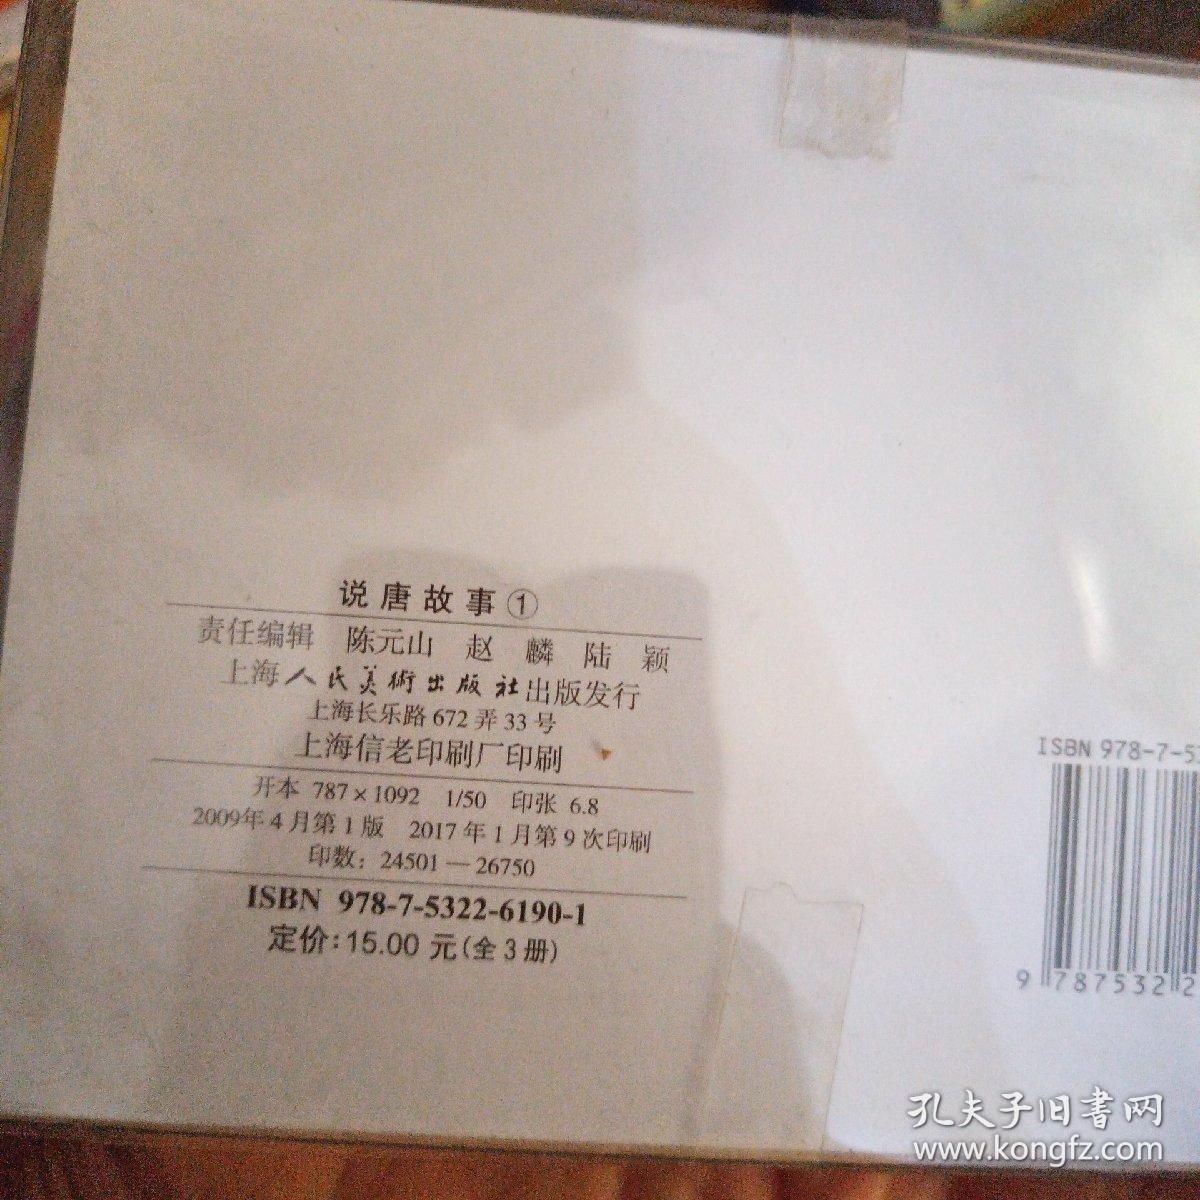 说唐故事①
责任编辑 陈元山 赵 麟 陆 颖
上海人民美術出版社出版发行
上海长乐路672弄33号
上海信老印刷厂印刷
开本 787×1092 1/50 印张 6.8
2009年4月第1版 2017年1月第9次印刷
印数：24501—26750
ISBN 978-7-5322-6190-1
定价：15.00 元（全3册）
ISBN 978-7-53
9 787532 2
孔夫子旧書网
www.kongfz.com